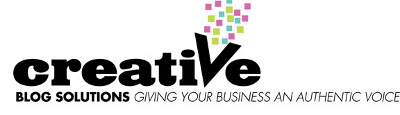 creatiVe
BLOG SOLUTIONS GIVING YOUR BUSINESS AN AUTHENTIC VOICE